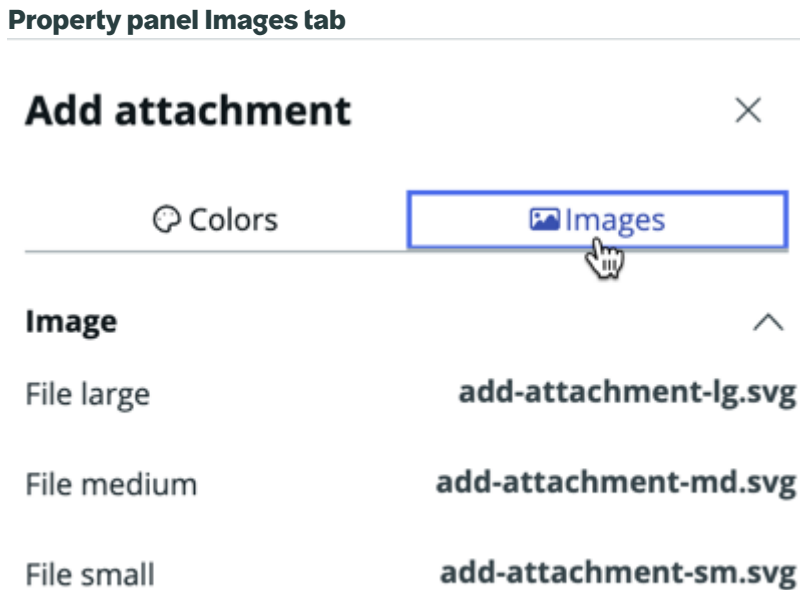 Property panel Images tab
Add attachment
Colors Images
Image
File large add-attachment-lg.svg
File medium add-attachment-md.svg
File small add-attachment-sm.svg